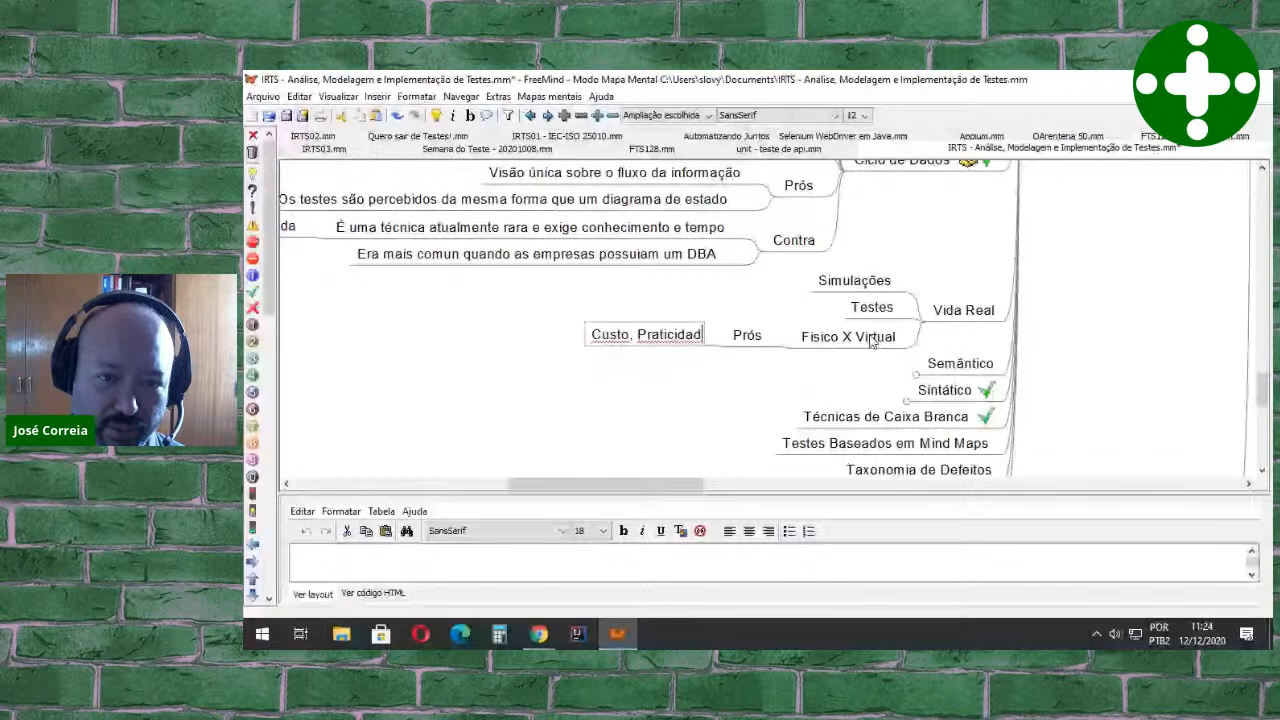 IRTS - Análise, Modelagem e Implementação de Testes.mm* - FreeMind - Modo Mapa Mental C:\Users\slovy\Documents\IRTS - Análise, Modelagem e Implementação de Testes.mm
Arquivo Editar Visualizar Inserir Formatar Navegar Extras Mapas mentais Ajuda
Ampliação escolhida SansSerif 12
IRTS02.mm Quero sair de Testes!.mm IRTS01 - IEC-ISO 25010.mm Automatizando Juntos Selenium WebDriver em Java.mm Appium.mm OArentena 50.mm
IRTS03.mm Semana do Teste - 20201008.mm FTS128.mm unit - teste de api.mm IRTS - Análise, Modelagem e Implementação de Testes.mm*
Ciclo de Dados
Visão única sobre o fluxo da informação
Prós
Os testes são percebidos da mesma forma que um diagrama de estado
da É uma técnica atualmente rara e exige conhecimento e tempo
Contra
Era mais comun quando as empresas possuiam um DBA
Simulações
Testes
Vida Real
Custo, Praticidad Prós Fisico X Virtual
Semântico
Sintático
Técnicas de Caixa Branca
Testes Baseados em Mind Maps
Taxonomia de Defeitos
José Correia
Editar Formatar Tabela Ajuda
SansSerif 18
Ver layout Ver código HTML
POR 11:24
PTB2 12/12/2020